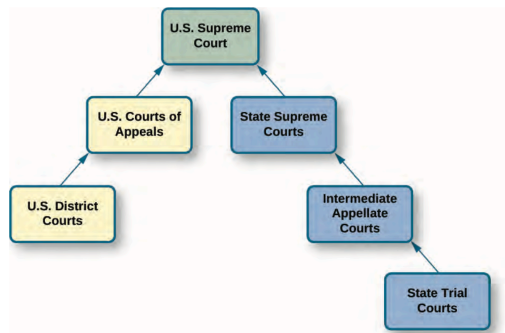 U.S. Supreme
Court
U.S. Courts of
Appeals
State Supreme
Courts
U.S. District
Courts
Intermediate
Appellate
Courts
State Trial
Courts